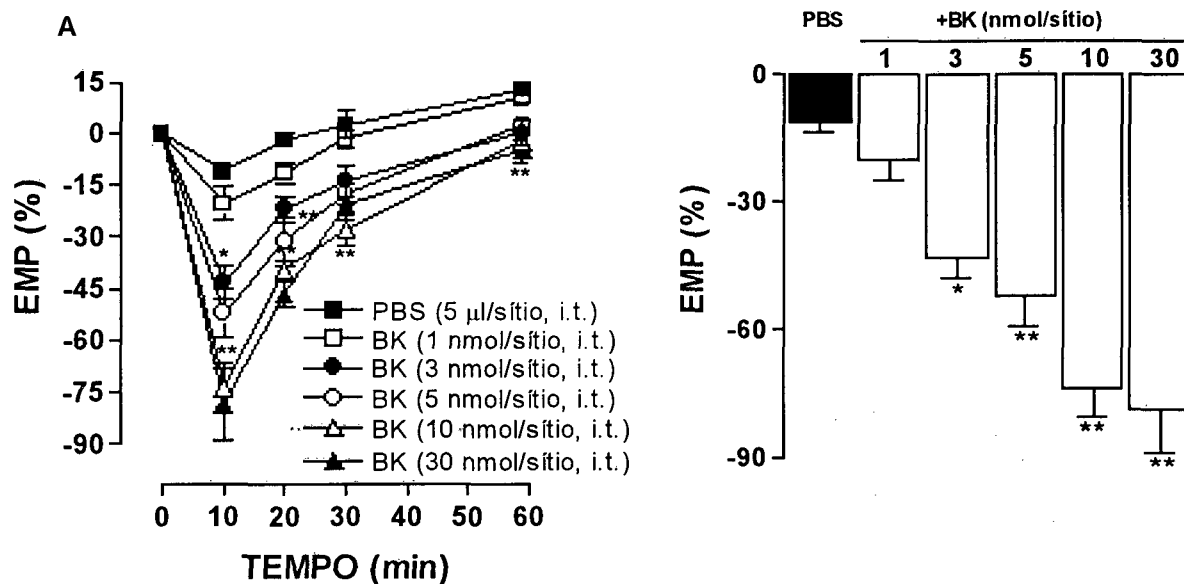 A
EMP (%)
15
0
-15
-30
-45
-60
-75
-90
*
**
**
**
**
**
**
PBS (5 µl/sítio, i.t.)
BK (1 nmol/sítio, i.t.)
BK (3 nmol/sítio, i.t.)
BK (5 nmol/sítio, i.t.)
BK (10 nmol/sítio, i.t.)
BK (30 nmol/sítio, i.t.)
0 10 20 30 40 50 60
TEMPO (min)
PBS +BK (nmol/sítio)
1 3 5 10 30
EMP (%)
0
-30
-60
-90
*
**
**
**